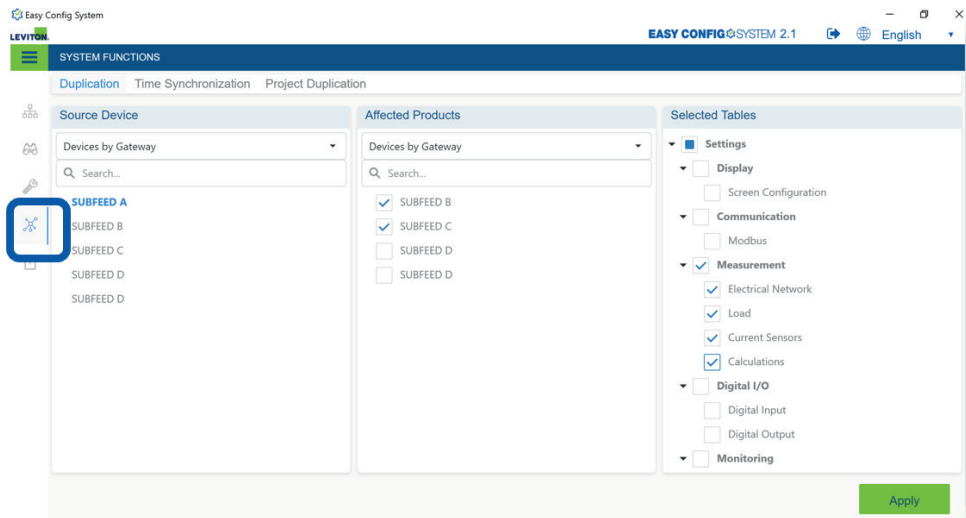 Easy Config System
LEVITON.
EASY CONFIG SYSTEM 2.1
English
SYSTEM FUNCTIONS
Duplication Time Synchronization Project Duplication
Source Device
Devices by Gateway
Search...
SUBFEED A
SUBFEED B
SUBFEED C
SUBFEED D
SUBFEED D
Affected Products
Devices by Gateway
Search...
SUBFEED B
SUBFEED C
SUBFEED D
SUBFEED D
Selected Tables
Settings
Display
Screen Configuration
Communication
Modbus
Measurement
Electrical Network
Load
Current Sensors
Calculations
Digital I/O
Digital Input
Digital Output
Monitoring
Apply